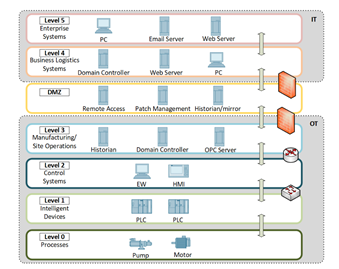 IT
Level 5
Enterprise
Systems
PC
Email Server
Web Server
Level 4
Business Logistics
Systems
Domain Controller
Web Server
PC
DMZ
Remote Access
Patch Management
Historian/mirror
OT
Level 3
Manufacturing/
Site Operations
Historian
Domain Controller
OPC Server
Level 2
Control
Systems
EW
HMI
Level 1
Intelligent
Devices
PLC
PLC
Level 0
Processes
Pump
Motor